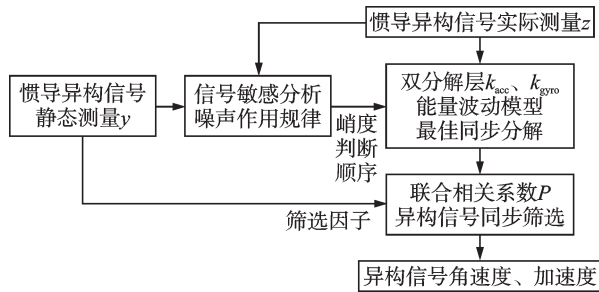 惯导异构信号实际测量z
惯导异构信号
静态测量y
信号敏感分析
噪声作用规律
峭度
判断
顺序
双分解层kacc、kgyro
能量波动模型
最佳同步分解
筛选因子
联合相关系数P
异构信号同步筛选
异构信号角速度、加速度